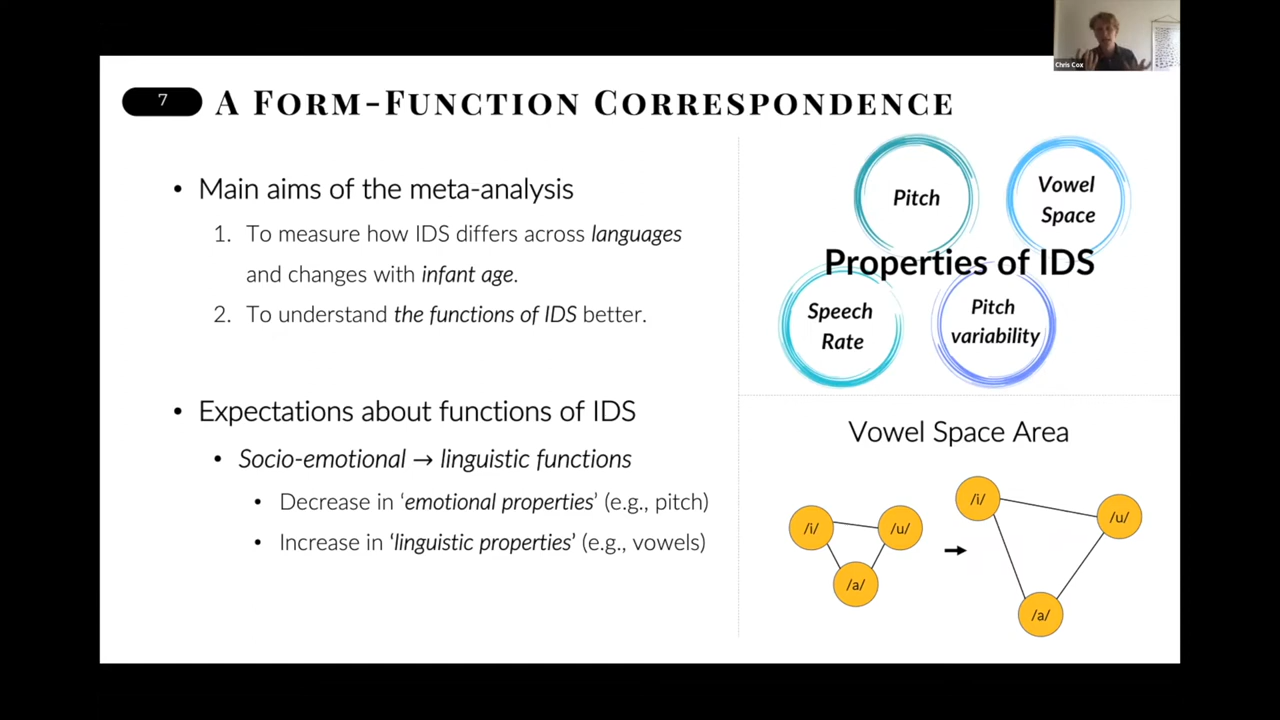 Chris Cox
7
A Form-Function Correspondence
• Main aims of the meta-analysis
1. To measure how IDS differs across languages
and changes with infant age.
2. To understand the functions of IDS better.
• Expectations about functions of IDS
• Socio-emotional → linguistic functions
• Decrease in ‘emotional properties’ (e.g., pitch)
• Increase in ‘linguistic properties’ (e.g., vowels)
Pitch
Vowel
Space
Properties of IDS
Speech
Rate
Pitch
variability
Vowel Space Area
/i/
/u/
/a/
/i/
/u/
/a/